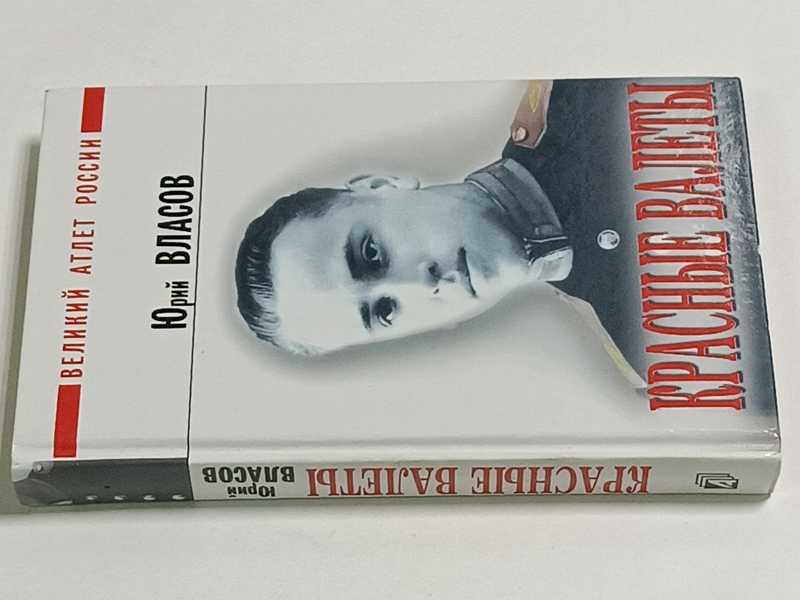 ВЕЛИКИЙ АТЛЕТ РОССИИ
Юрий ВЛАСОВ
КРАСНЫЕ ВАЛЕТЫ
Юрий
ВЛАСОВ
КРАСНЫЕ ВАЛЕТЫ